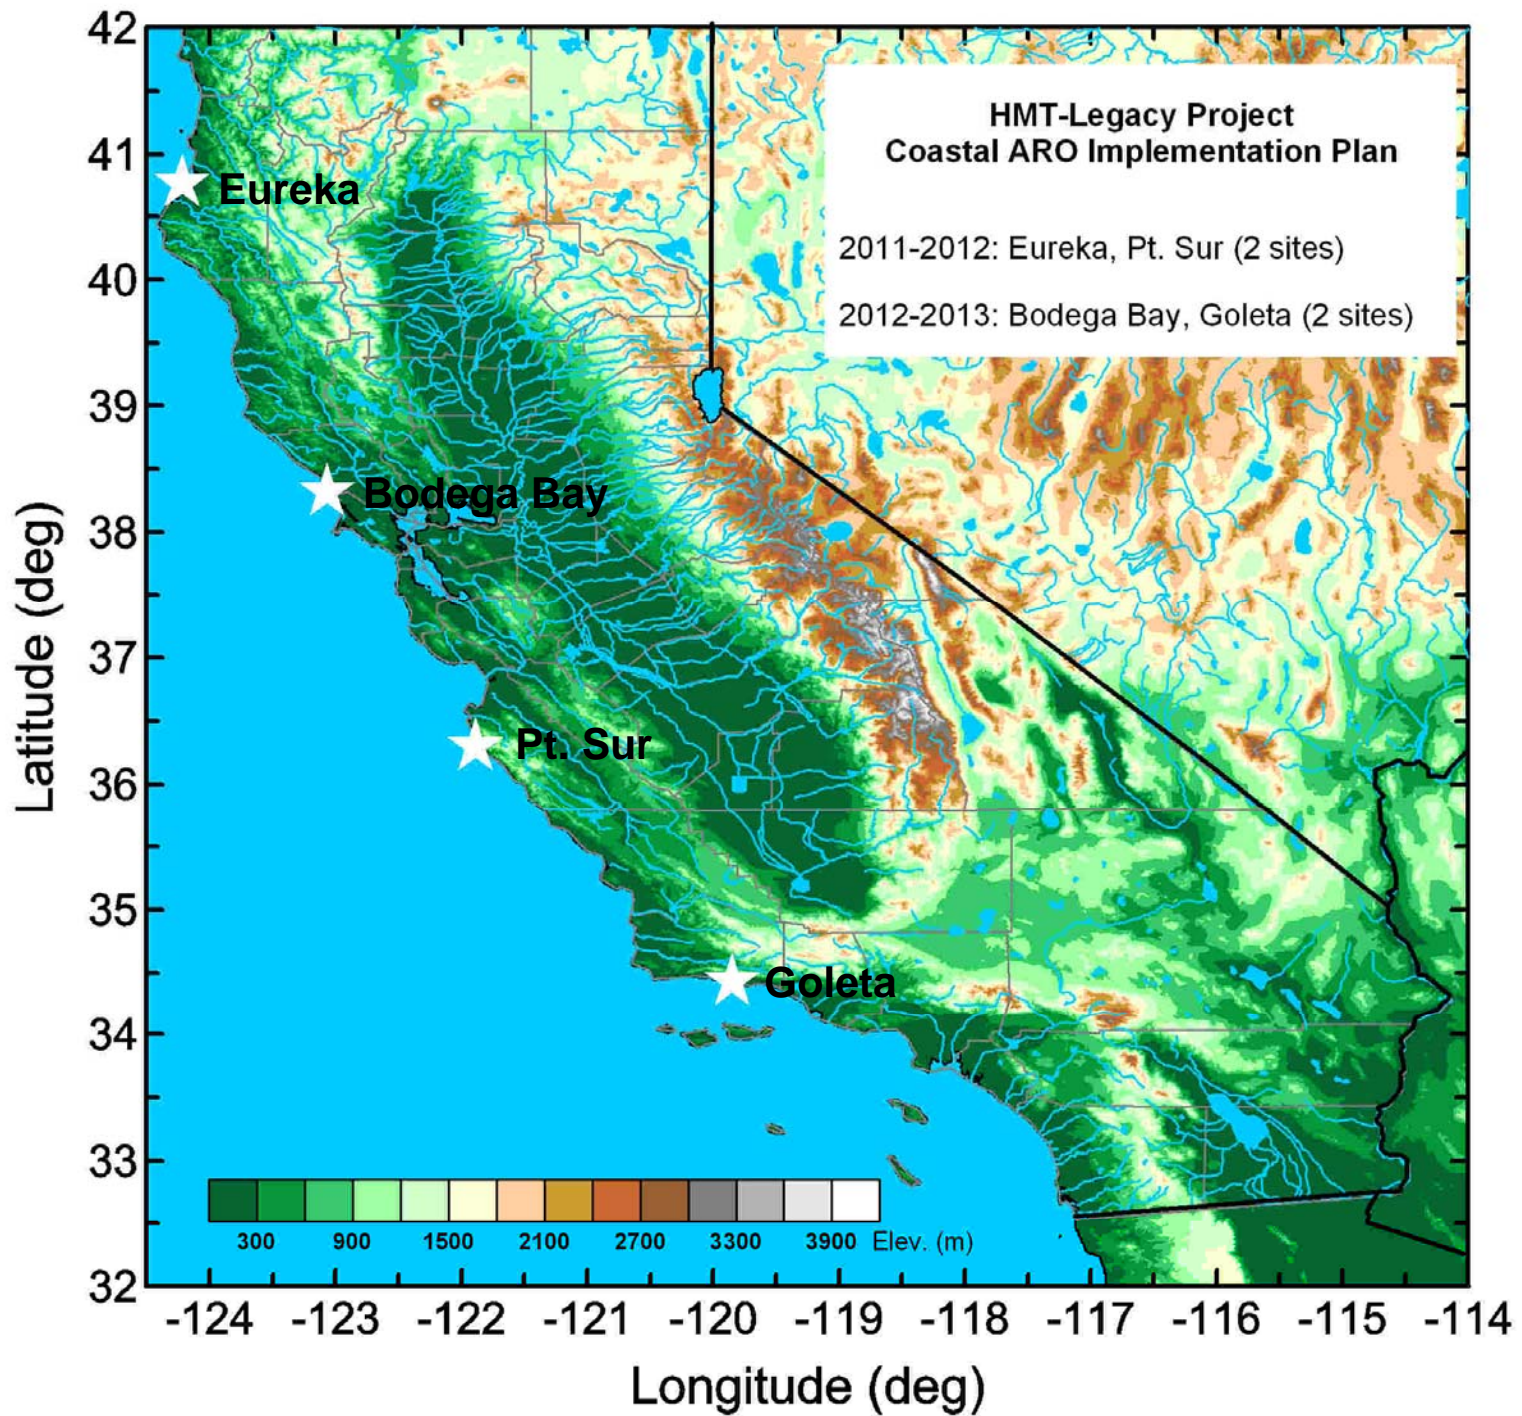 HMT-Legacy Project
Coastal ARO Implementation Plan
2011-2012: Eureka, Pt. Sur (2 sites)
2012-2013: Bodega Bay, Goleta (2 sites)
Eureka
Bodega Bay
Pt. Sur
Goleta
42
41
40
39
38
37
36
35
34
33
32
Latitude (deg)
300 900 1500 2100 2700 3300 3900 Elev. (m)
-124 -123 -122 -121 -120 -119 -118 -117 -116 -115 -114
Longitude (deg)